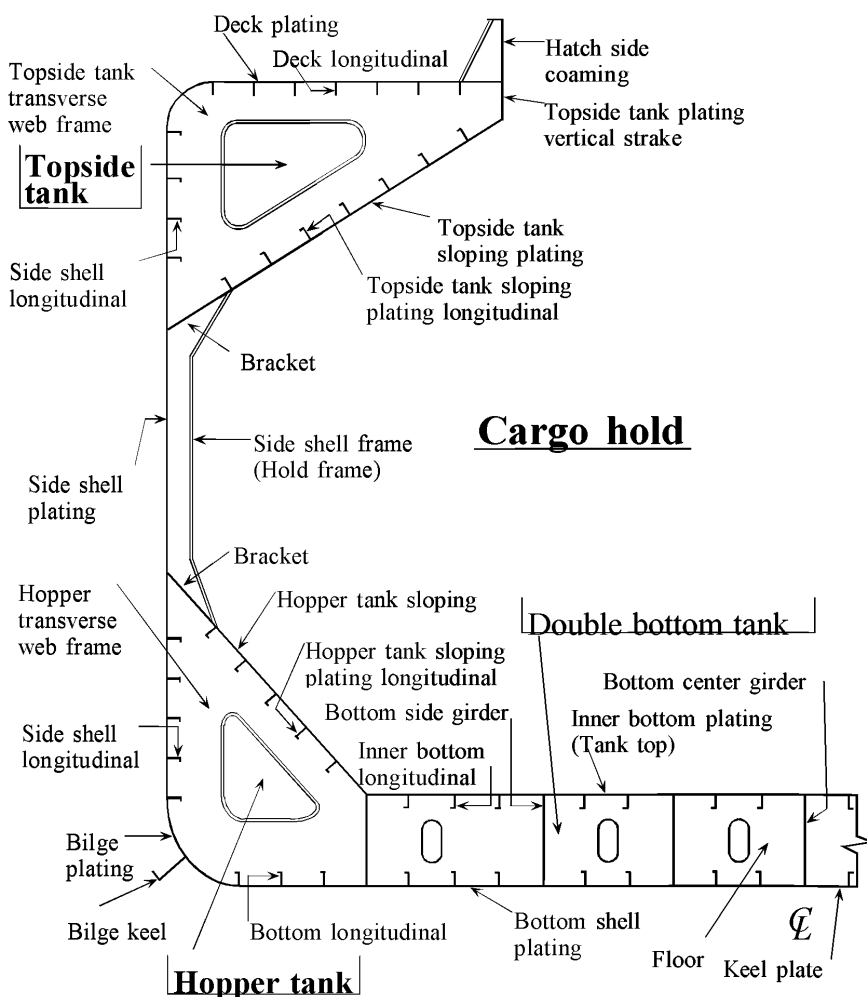 Deck plating
Deck longitudinal
Hatch side
coaming
Topside tank
transverse
web frame
Topside tank plating
vertical strake
Topside
tank
Topside tank
sloping plating
Side shell
longitudinal
Topside tank sloping
plating longitudinal
Bracket
Cargo hold
Side shell frame
(Hold frame)
Side shell
plating
Bracket
Hopper
transverse
web frame
Hopper tank sloping
Double bottom tank
Hopper tank sloping
plating longitudinal
Bottom center girder
Bottom side girder
Inner bottom plating
(Tank top)
Side shell
longitudinal
Inner bottom
longitudinal
Bilge
plating
Bilge keel
Bottom longitudinal
Bottom shell
plating
Floor
℄
Keel plate
Hopper tank